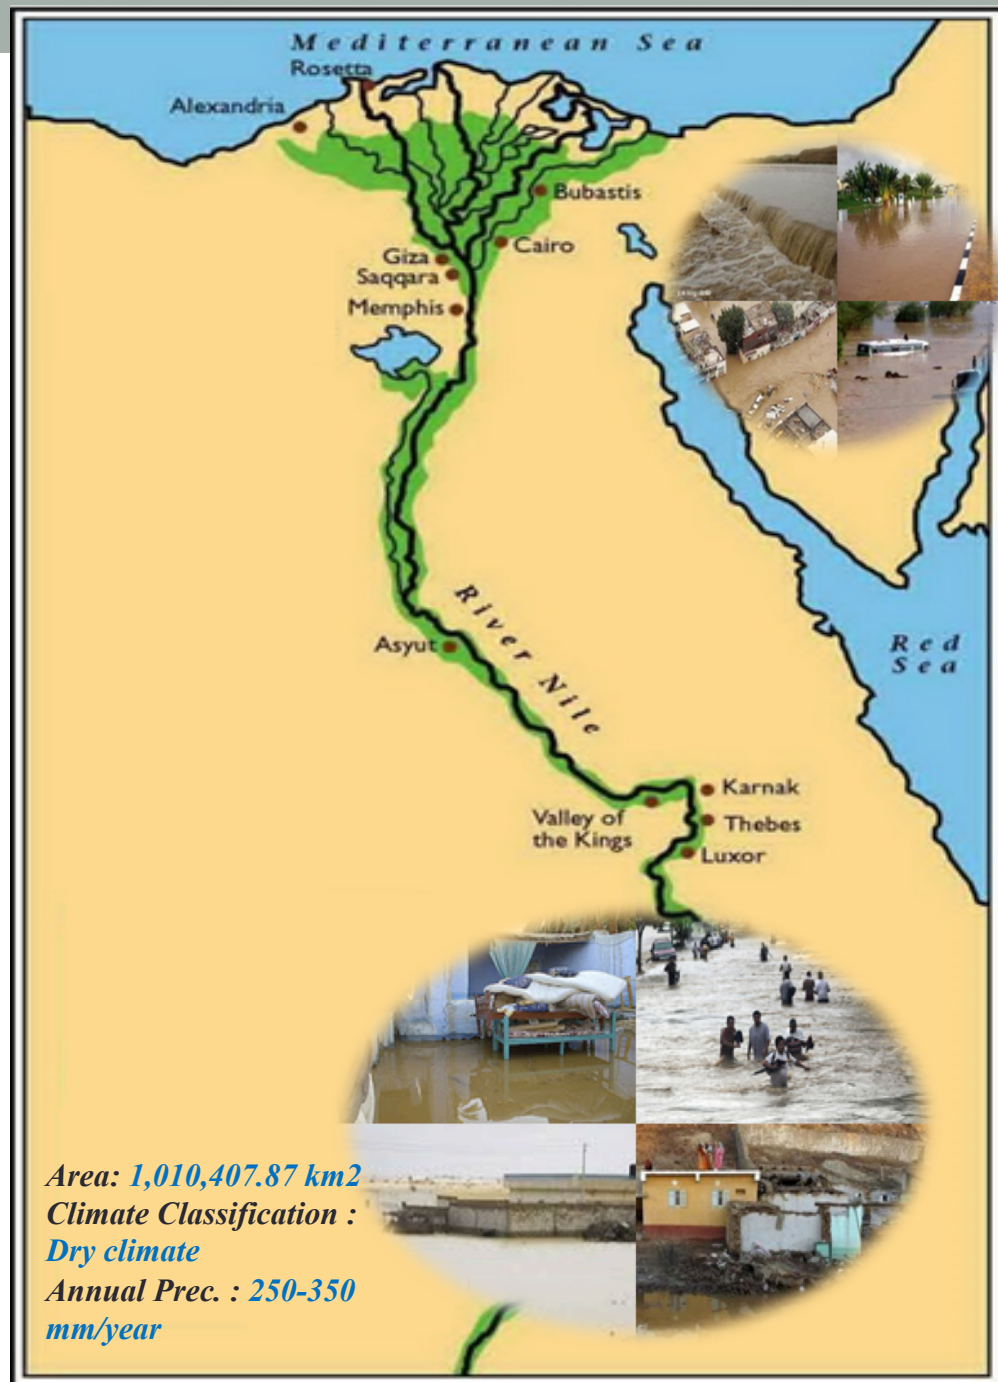 Mediterranean Sea
Rosetta
Alexandria
Bubastis
Cairo
Giza
Saqqara
Memphis
River Nile
Asyut
Red
Sea
Karnak
Valley of
the Kings
Thebes
Luxor
Area: 1,010,407.87 km2
Climate Classification :
Dry climate
Annual Prec. : 250-350
mm/year